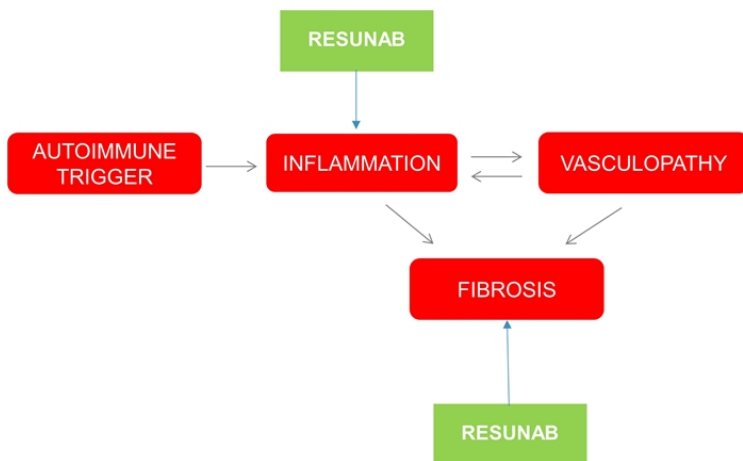 RESUNAB
AUTOIMMUNE
TRIGGER
INFLAMMATION
VASCULOPATHY
FIBROSIS
RESUNAB